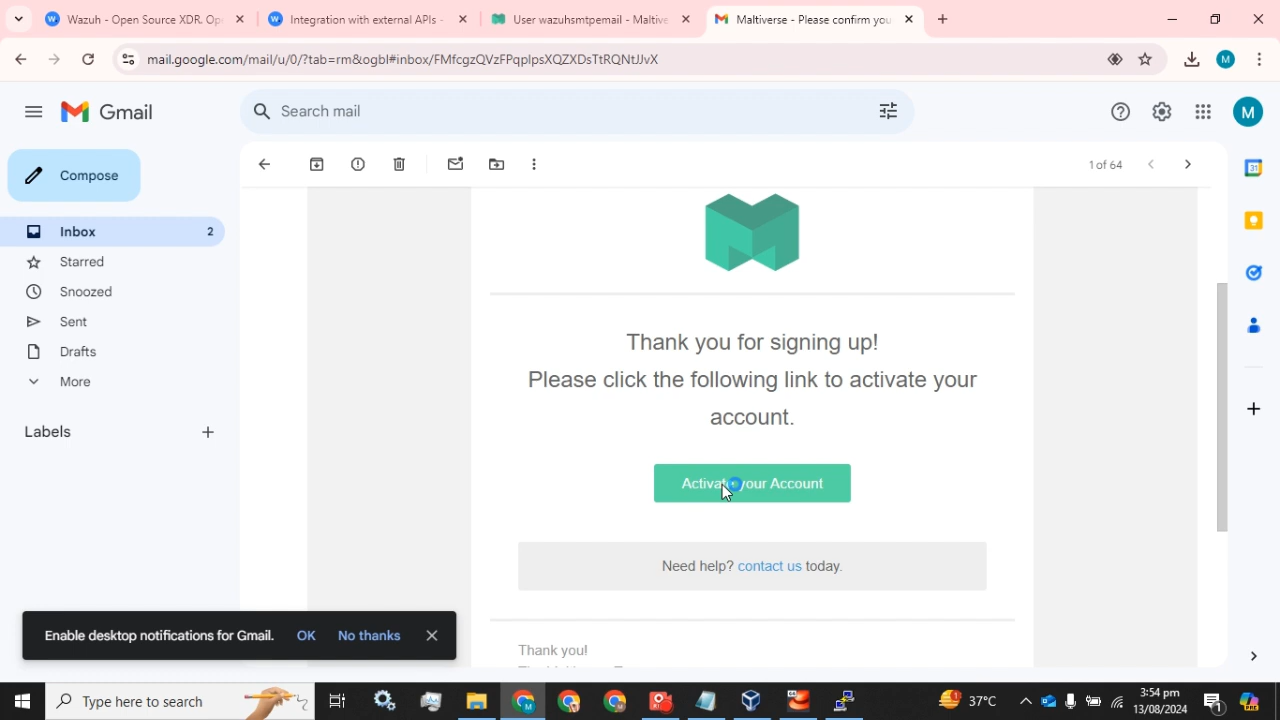 Wazuh - Open Source XDR. Op
Integration with external APIs -
User wazuhsmtpemail - Maltive
Maltiverse - Please confirm you
mail.google.com/mail/u/0/?tab=rm&ogbl#inbox/FMfcgzQVzFPqplpsXQZXDsTtRQNtJJvX
M
Gmail
Search mail
M
Compose
1 of 64
31
Inbox
2
Starred
Snoozed
Sent
Drafts
More
Labels
Thank you for signing up!
Please click the following link to activate your
account.
Activate your Account
Need help? contact us today.
Enable desktop notifications for Gmail.
OK
No thanks
Thank you!
Type here to search
1
37°C
3:54 pm
13/08/2024
1